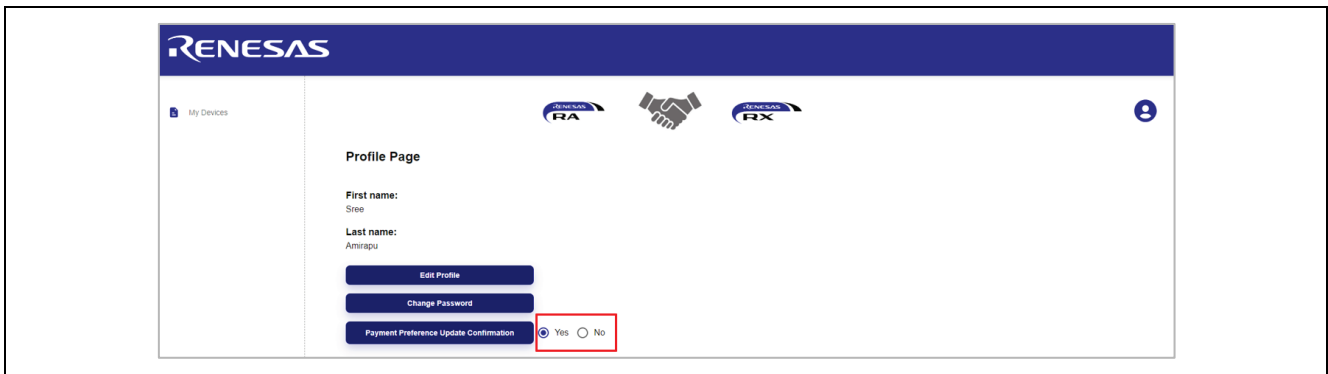 RENESAS
My Devices
RENESAS
RA
RENESAS
RX
Profile Page
First name:
Sree
Last name:
Amirapu
Edit Profile
Change Password
Payment Preference Update Confirmation
Yes No